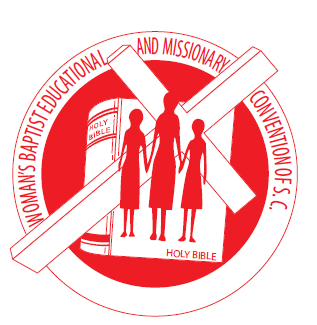 WOMAN'S BAPTIST EDUCATIONAL AND MISSIONARY CONVENTION OF S. C.
HOLY
BIBLE
HOLY BIBLE